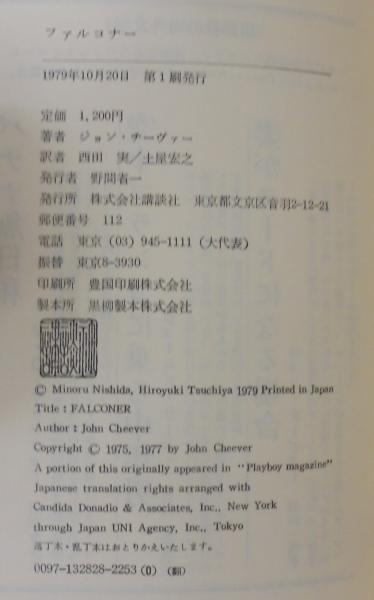 ファルコナー
1979年10月20日 第1刷発行
定価 1,200円
著者 ジョン・チーヴァー
訳者 西田 実/土屋宏之
発行者 野間省一
発行所 株式会社講談社 東京都文京区音羽2-12-21
郵便番号 112
電話 東京 (03) 945-1111 (大代表)
振替 東京8-3930
印刷所 豊国印刷株式会社
製本所 黒柳製本株式会社
© Minoru Nishida, Hiroyuki Tsuchiya 1979 Printed in Japan
Title : FALCONER
Author : John Cheever
Copyright © 1975, 1977 by John Cheever
A portion of this originally appeared in "Playboy magazine"
Japanese translation rights arranged with
Candida Donadio & Associates, Inc., New York
through Japan UNI Agency, Inc., Tokyo
落丁本・乱丁本はおとりかえいたします。
0097-132828-2253 (0) (翻)